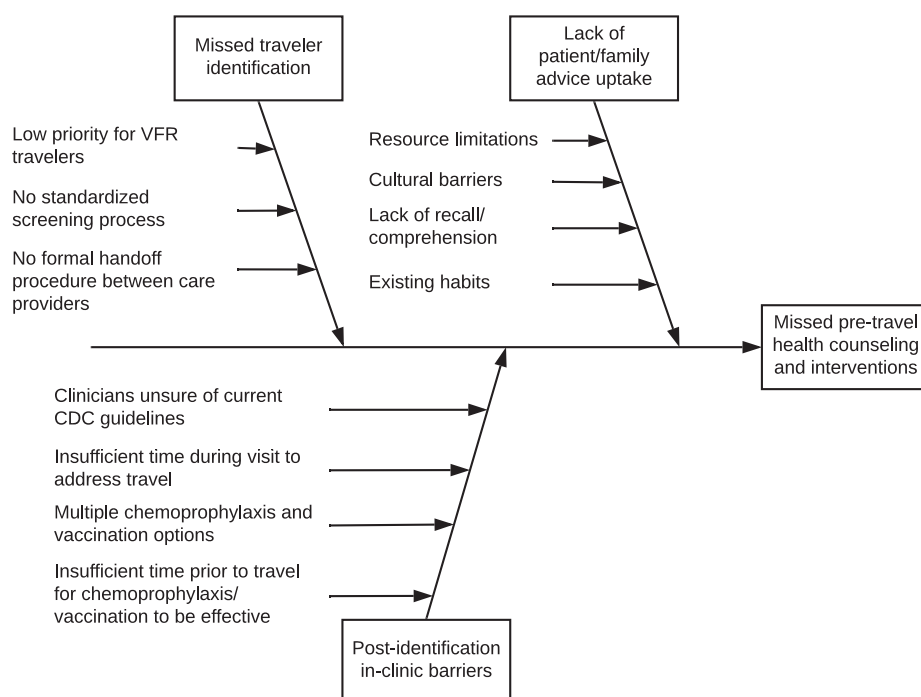 Missed traveler
identification
Lack of
patient/family
advice uptake
Low priority for VFR
travelers
No standardized
screening process
No formal handoff
procedure between care
providers
Resource limitations
Cultural barriers
Lack of recall/
comprehension
Existing habits
Missed pre-travel
health counseling
and interventions
Clinicians unsure of current
CDC guidelines
Insufficient time during visit to
address travel
Multiple chemoprophylaxis and
vaccination options
Insufficient time prior to travel
for chemoprophylaxis/
vaccination to be effective
Post-identification
in-clinic barriers